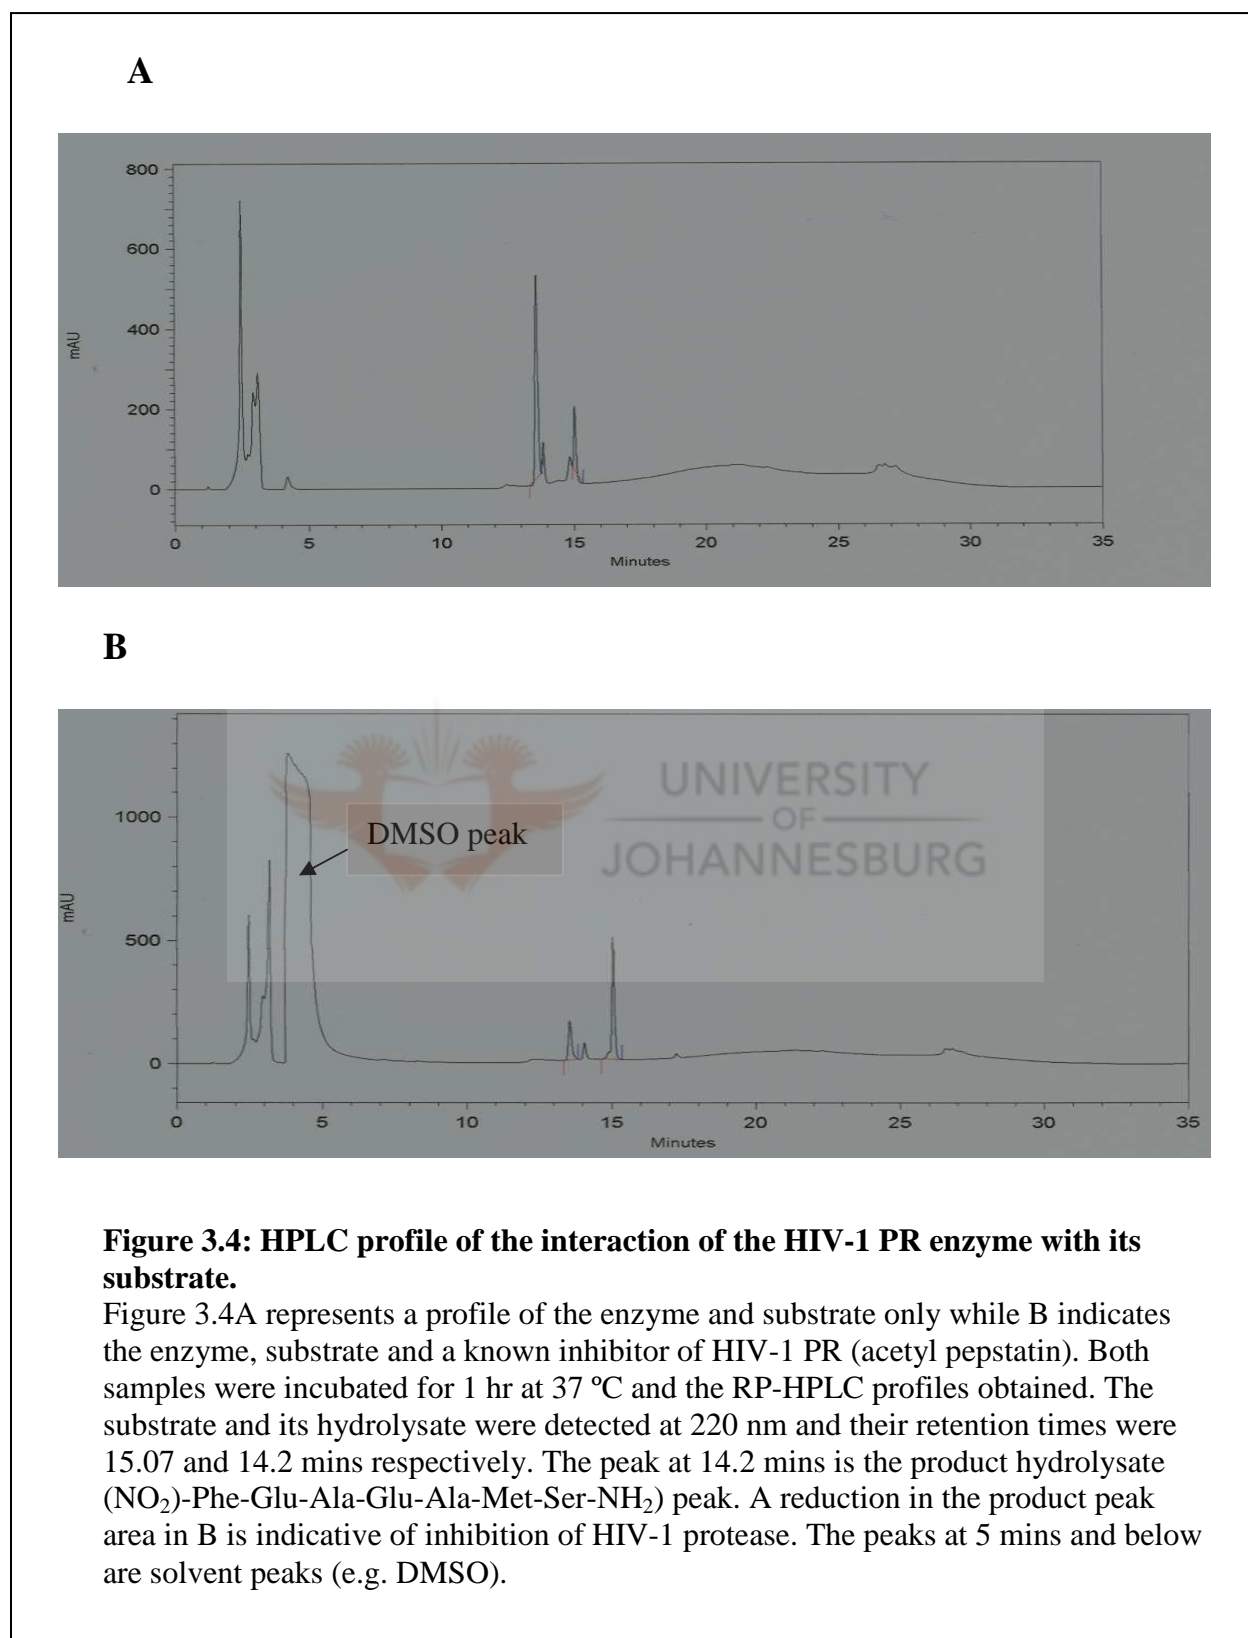 A
800
600
400
200
0
mAU
0 5 10 15 20 25 30 35
Minutes
B
UNIVERSITY
OF
JOHANNESBURG
DMSO peak
1000
500
0
mAU
0 5 10 15 20 25 30 35
Minutes
Figure 3.4: HPLC profile of the interaction of the HIV-1 PR enzyme with its
substrate.
Figure 3.4A represents a profile of the enzyme and substrate only while B indicates
the enzyme, substrate and a known inhibitor of HIV-1 PR (acetyl pepstatin). Both
samples were incubated for 1 hr at 37 ºC and the RP-HPLC profiles obtained. The
substrate and its hydrolysate were detected at 220 nm and their retention times were
15.07 and 14.2 mins respectively. The peak at 14.2 mins is the product hydrolysate
(NO₂)-Phe-Glu-Ala-Glu-Ala-Met-Ser-NH₂) peak. A reduction in the product peak
area in B is indicative of inhibition of HIV-1 protease. The peaks at 5 mins and below
are solvent peaks (e.g. DMSO).